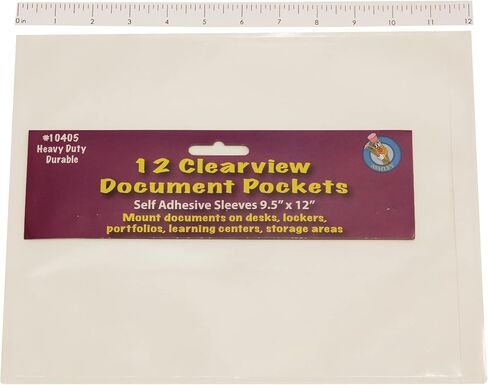 0 in 1 2 3 4 5 6 7 8 9 10 11 12
#10405
Heavy Duty
Durable
12 Clearview
Document Pockets
Self Adhesive Sleeves 9.5" x 12"
Mount documents on desks, lockers,
portfolios, learning centers, storage areas